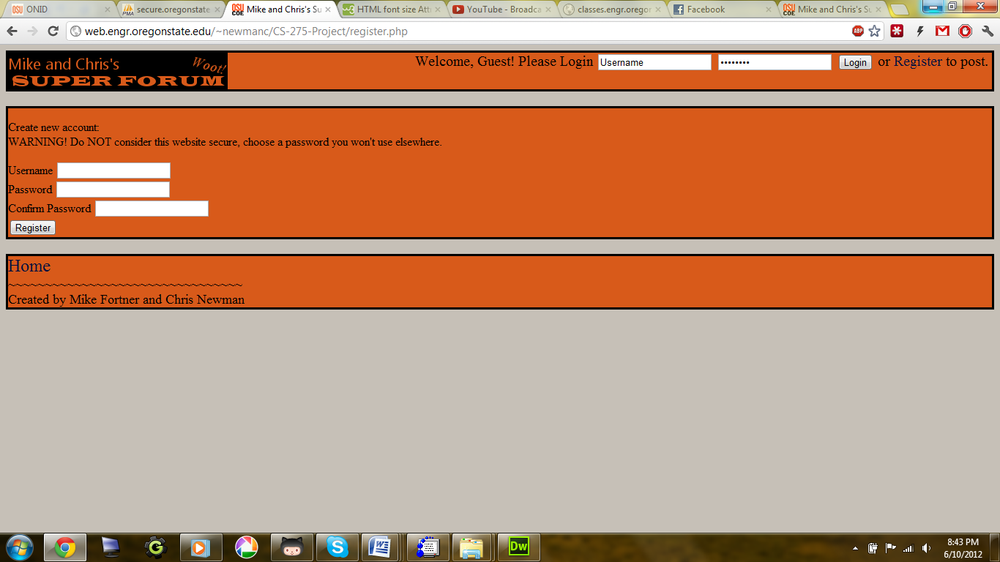 ONID
secure.oregonstate
Mike and Chris's Su
HTML font size Attr
YouTube - Broadca
classes.engr.oregor
Facebook
Mike and Chris's Su
web.engr.oregonstate.edu/~newmanc/CS-275-Project/register.php
Mike and Chris's Woot!
SUPER FORUM
Welcome, Guest! Please Login Username •••••••• Login or Register to post.
Create new account:
WARNING! Do NOT consider this website secure, choose a password you won't use elsewhere.
Username
Password
Confirm Password
Register
Home
~~~~~~~~~~~~~~~~~~~~~~~~~~~~~~~~
Created by Mike Fortner and Chris Newman
Dw
8:43 PM
6/10/2012